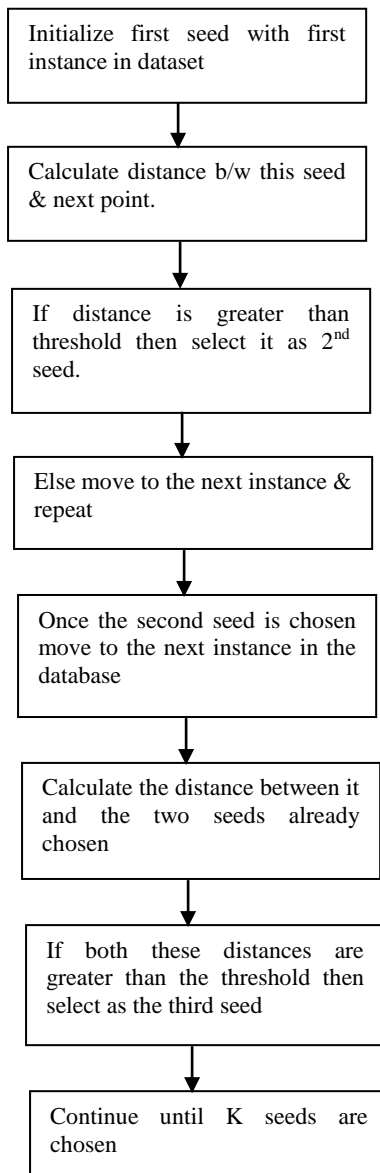 Initialize first seed with first
instance in dataset
Calculate distance b/w this seed
& next point.
If distance is greater than
threshold then select it as 2nd
seed.
Else move to the next instance &
repeat
Once the second seed is chosen
move to the next instance in the
database
Calculate the distance between it
and the two seeds already
chosen
If both these distances are
greater than the threshold then
select as the third seed
Continue until K seeds are
chosen